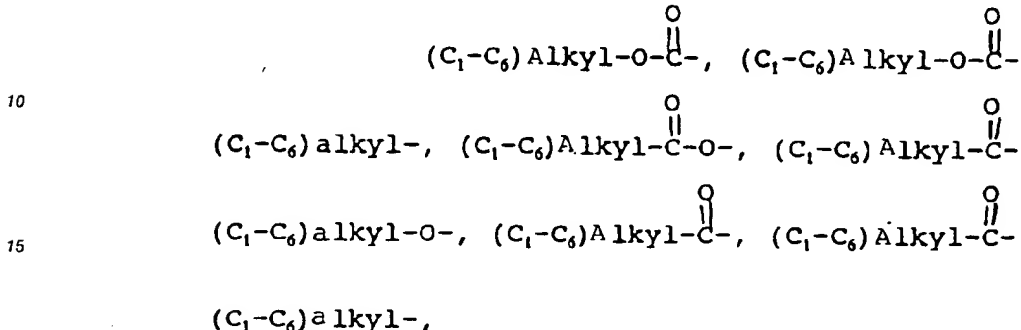 O O
(C₁-C₆)Alkyl-O-C-, (C₁-C₆)Alkyl-O-C-
10
O O
(C₁-C₆)alkyl-, (C₁-C₆)Alkyl-C-O-, (C₁-C₆)Alkyl-C-
O O
15 (C₁-C₆)alkyl-O-, (C₁-C₆)Alkyl-C-, (C₁-C₆)Alkyl-C-
(C₁-C₆)alkyl-,